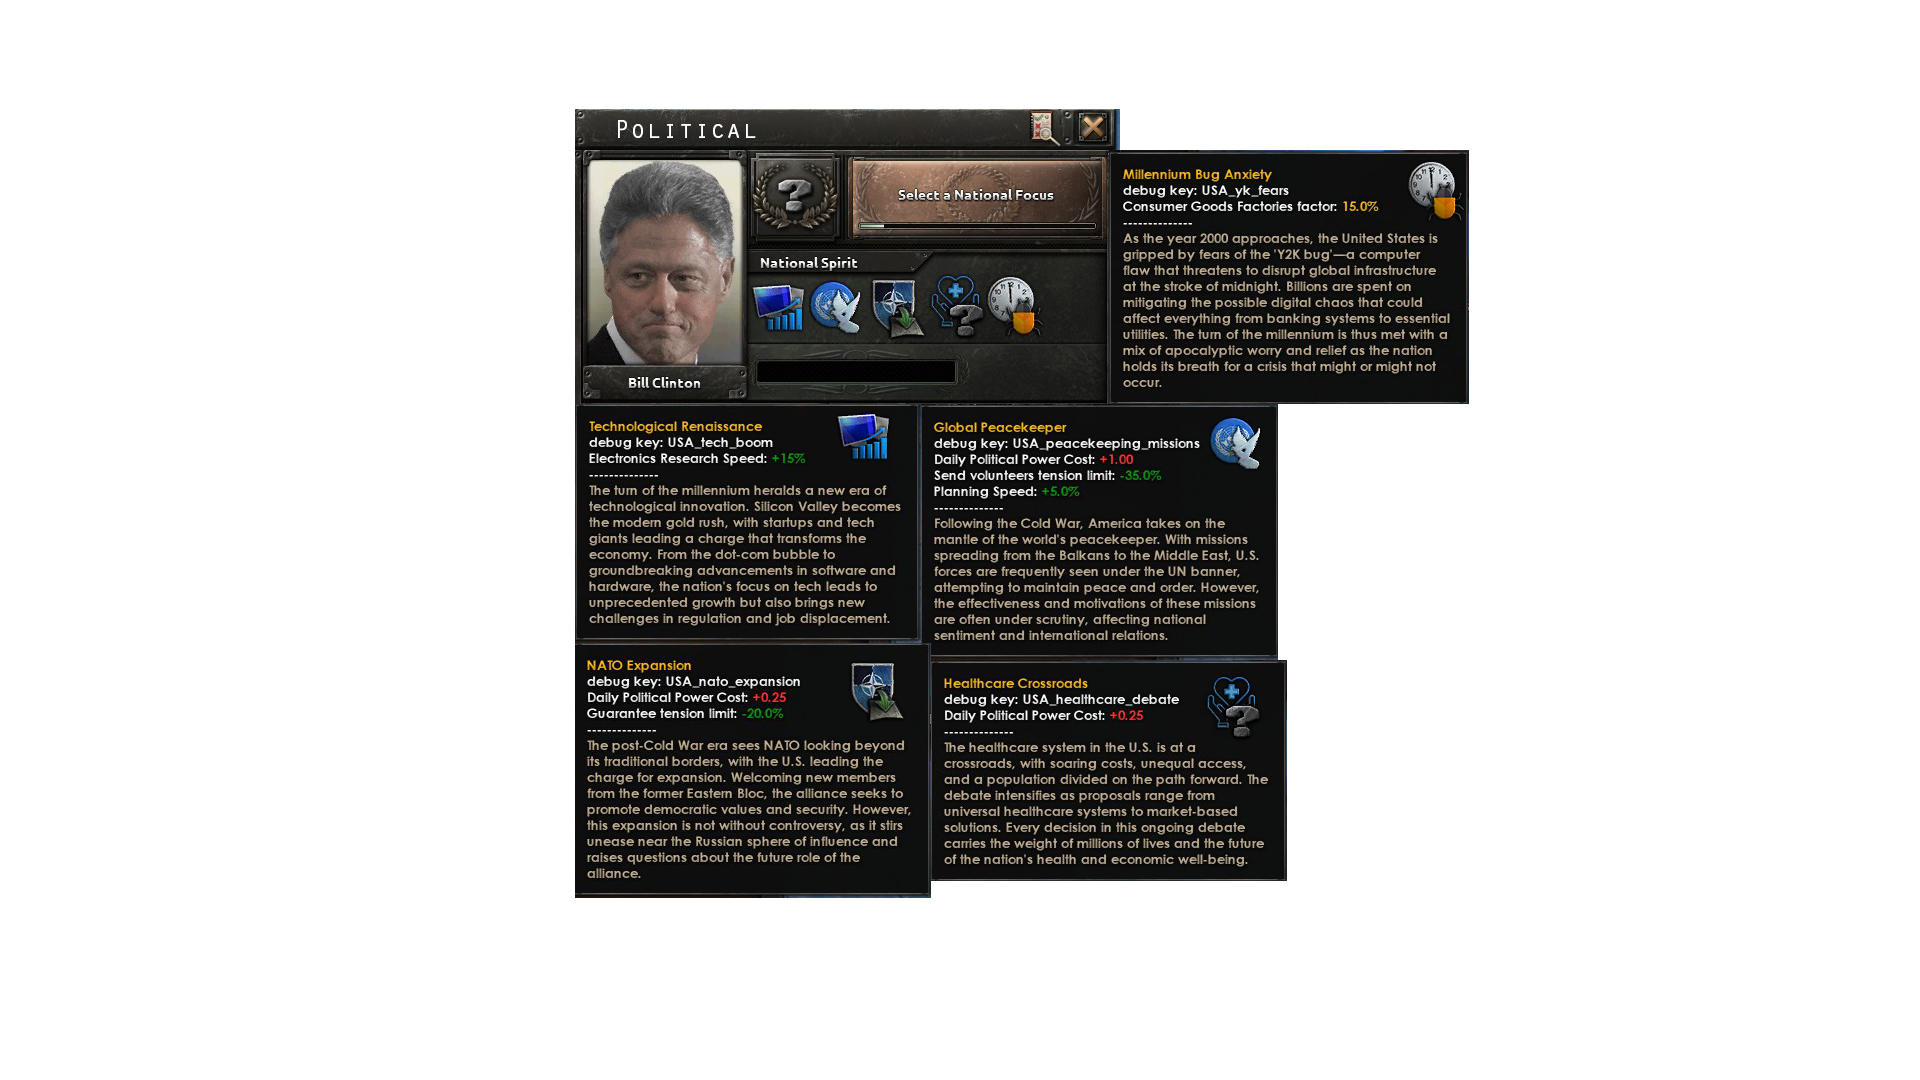 POLITICAL
Select a National Focus
National Spirit
Bill Clinton
Millennium Bug Anxiety
debug key: USA_yk_fears
Consumer Goods Factories factor: 15.0%
--------------
As the year 2000 approaches, the United States is
gripped by fears of the 'Y2K bug'—a computer
flaw that threatens to disrupt global infrastructure
at the stroke of midnight. Billions are spent on
mitigating the possible digital chaos that could
affect everything from banking systems to essential
utilities. The turn of the millennium is thus met with a
mix of apocalyptic worry and relief as the nation
holds its breath for a crisis that might or might not
occur.
Technological Renaissance
debug key: USA_tech_boom
Electronics Research Speed: +15%
--------------
The turn of the millennium heralds a new era of
technological innovation. Silicon Valley becomes
the modern gold rush, with startups and tech
giants leading a charge that transforms the
economy. From the dot-com bubble to
groundbreaking advancements in software and
hardware, the nation's focus on tech leads to
unprecedented growth but also brings new
challenges in regulation and job displacement.
Global Peacekeeper
debug key: USA_peacekeeping_missions
Daily Political Power Cost: +1.00
Send volunteers tension limit: -35.0%
Planning Speed: +5.0%
--------------
Following the Cold War, America takes on the
mantle of the world's peacekeeper. With missions
spreading from the Balkans to the Middle East, U.S.
forces are frequently seen under the UN banner,
attempting to maintain peace and order. However,
the effectiveness and motivations of these missions
are often under scrutiny, affecting national
sentiment and international relations.
NATO Expansion
debug key: USA_nato_expansion
Daily Political Power Cost: +0.25
Guarantee tension limit: -20.0%
--------------
The post-Cold War era sees NATO looking beyond
its traditional borders, with the U.S. leading the
charge for expansion. Welcoming new members
from the former Eastern Bloc, the alliance seeks to
promote democratic values and security. However,
this expansion is not without controversy, as it stirs
unease near the Russian sphere of influence and
raises questions about the future role of the
alliance.
Healthcare Crossroads
debug key: USA_healthcare_debate
Daily Political Power Cost: +0.25
--------------
The healthcare system in the U.S. is at a
crossroads, with soaring costs, unequal access,
and a population divided on the path forward. The
debate intensifies as proposals range from
universal healthcare systems to market-based
solutions. Every decision in this ongoing debate
carries the weight of millions of lives and the future
of the nation's health and economic well-being.